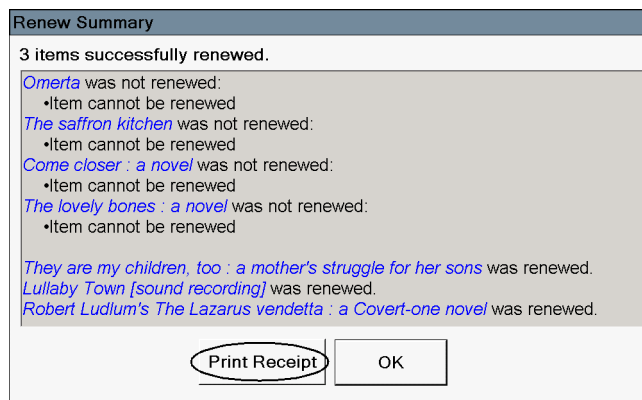 Renew Summary
3 items successfully renewed.
Omerta was not renewed:
•Item cannot be renewed
The saffron kitchen was not renewed:
•Item cannot be renewed
Come closer : a novel was not renewed:
•Item cannot be renewed
The lovely bones : a novel was not renewed:
•Item cannot be renewed
They are my children, too : a mother's struggle for her sons was renewed.
Lullaby Town [sound recording] was renewed.
Robert Ludlum's The Lazarus vendetta : a Covert-one novel was renewed.
Print Receipt OK